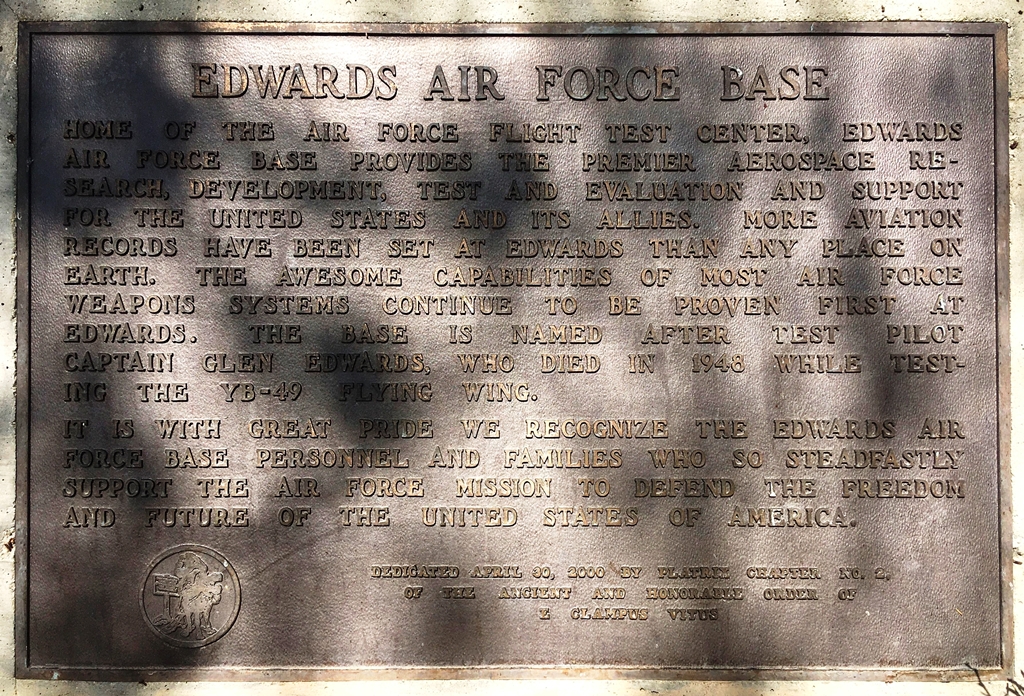 EDWARDS AIR FORCE BASE
HOME OF THE AIR FORCE FLIGHT TEST CENTER, EDWARDS
AIR FORCE BASE PROVIDES THE PREMIER AEROSPACE RE-
SEARCH, DEVELOPMENT, TEST AND EVALUATION AND SUPPORT
FOR THE UNITED STATES AND ITS ALLIES. MORE AVIATION
RECORDS HAVE BEEN SET AT EDWARDS THAN ANY PLACE ON
EARTH. THE AWESOME CAPABILITIES OF MOST AIR FORCE
WEAPONS SYSTEMS CONTINUE TO BE PROVEN FIRST AT
EDWARDS. THE BASE IS NAMED AFTER TEST PILOT
CAPTAIN GLEN EDWARDS, WHO DIED IN 1948 WHILE TEST-
ING THE YB-49 FLYING WING.
IT IS WITH GREAT PRIDE WE RECOGNIZE THE EDWARDS AIR
FORCE BASE PERSONNEL AND FAMILIES WHO SO STEADFASTLY
SUPPORT THE AIR FORCE MISSION TO DEFEND THE FREEDOM
AND FUTURE OF THE UNITED STATES OF AMERICA.
DEDICATED APRIL 30, 2000 BY PLATRIX CHAPTER NO. 2,
OF THE ANCIENT AND HONORABLE ORDER OF
E CLAMPUS VITUS